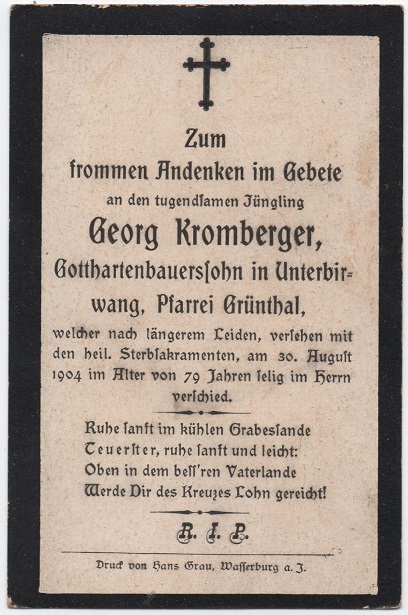 Zum
frommen Andenken im Gebete
an den tugendsamen Jüngling
Georg Kromberger,
Gotthartenbauerssohn in Unterbir-
wang, Pfarrei Grünthal,
welcher nach längerem Leiden, versehen mit
den heil. Sterbsakramenten, am 30. August
1904 im Alter von 79 Jahren selig im Herrn
verschied.
Ruhe sanft im kühlen Grabessande
Teuerster, ruhe sanft und leicht:
Oben in dem bess'ren Vaterlande
Werde Dir des Kreuzes Lohn gereicht!
R. I. P.
Druck von Hans Grau, Wasserburg a. J.